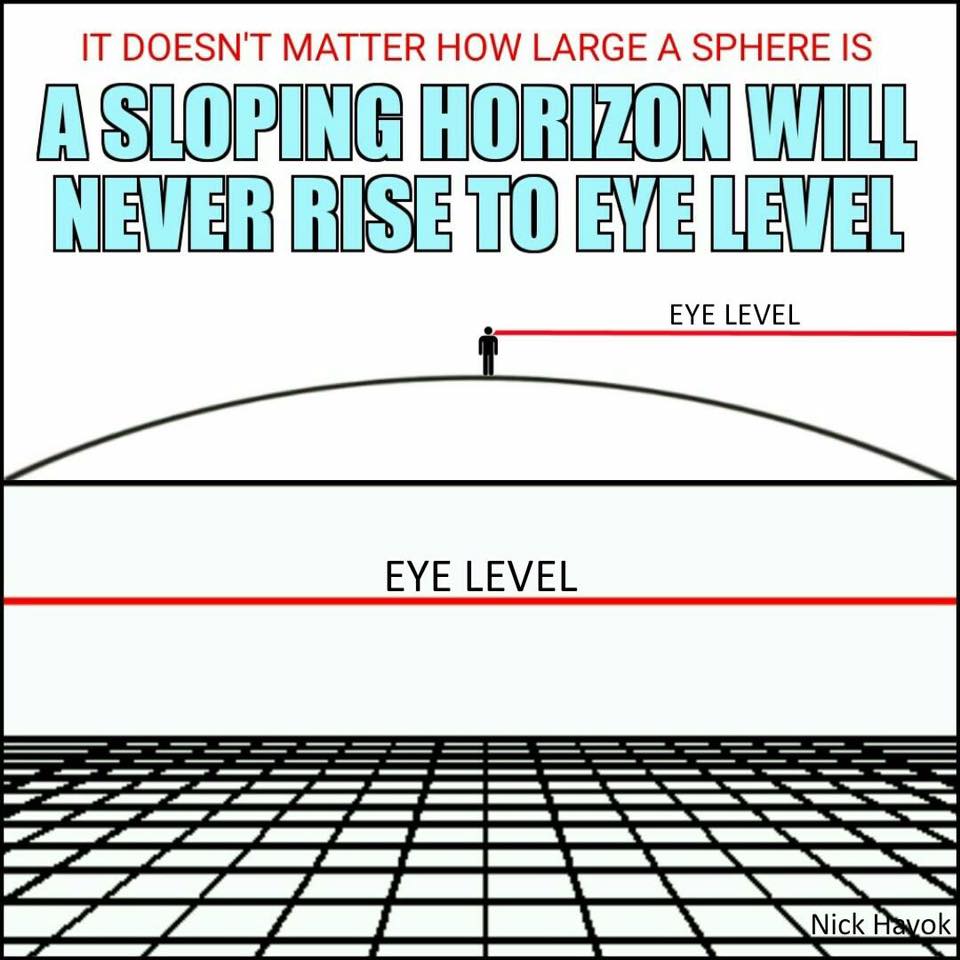 IT DOESN'T MATTER HOW LARGE A SPHERE IS
A SLOPING HORIZON WILL
NEVER RISE TO EYE LEVEL
EYE LEVEL
EYE LEVEL
Nick Havok